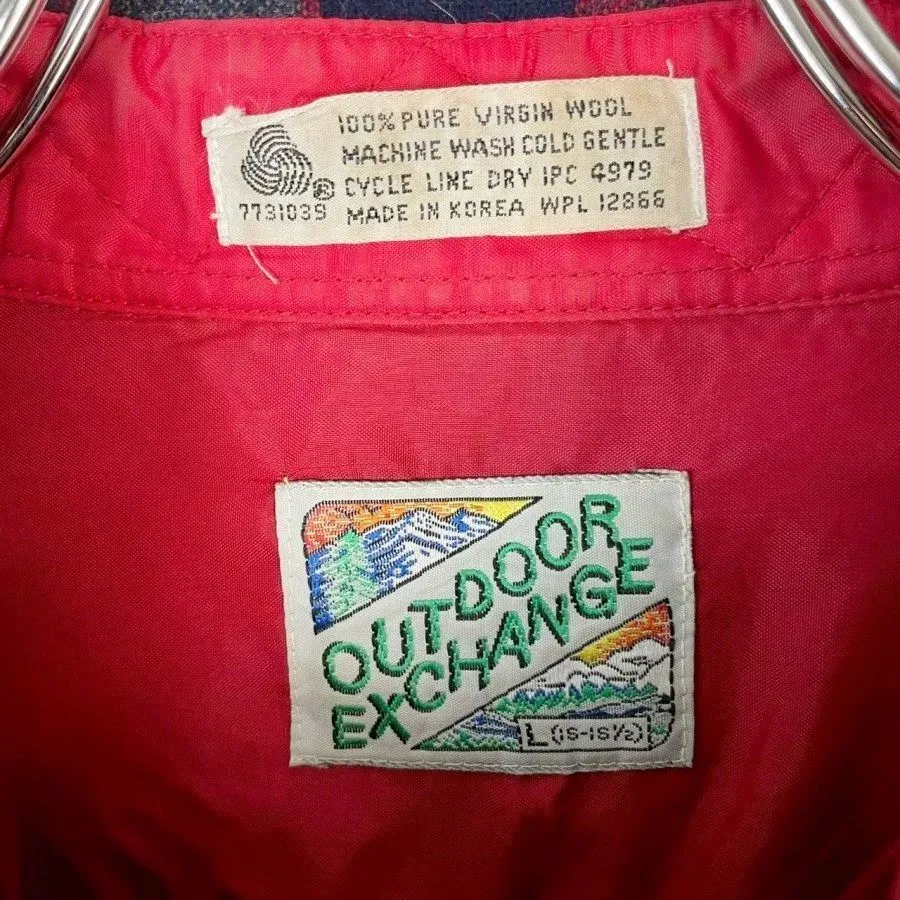 100% PURE VIRGIN WOOL
MACHINE WASH COLD GENTLE
CYCLE LINE DRY IPC 4979
MADE IN KOREA WPL 12866
®
7731039
OUTDOOR
EXCHANGE
L (15-15½)